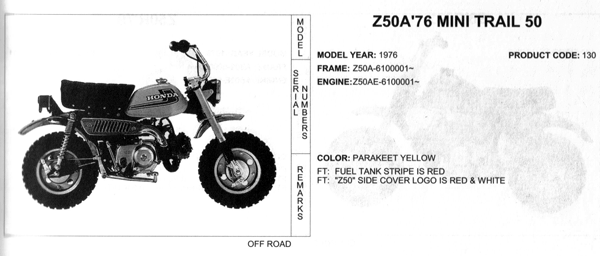 Z50A'76 MINI TRAIL 50
MODEL
SERIAL NUMBERS
REMARKS
MODEL YEAR: 1976 PRODUCT CODE: 130
FRAME: Z50A-6100001~
ENGINE:Z50AE-6100001~
HONDA
COLOR: PARAKEET YELLOW
FT: FUEL TANK STRIPE IS RED
FT: "Z50" SIDE COVER LOGO IS RED & WHITE
OFF ROAD